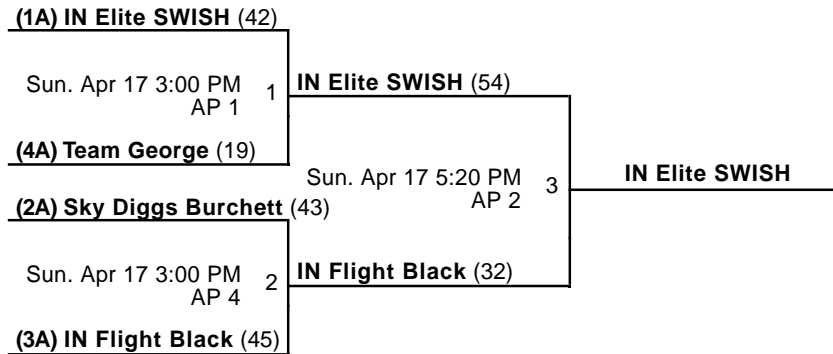 (1A) IN Elite SWISH (42)
Sun. Apr 17 3:00 PM
AP 1
1
IN Elite SWISH (54)
(4A) Team George (19)
Sun. Apr 17 5:20 PM
AP 2
3
IN Elite SWISH
(2A) Sky Diggs Burchett (43)
Sun. Apr 17 3:00 PM
AP 4
2
IN Flight Black (32)
(3A) IN Flight Black (45)